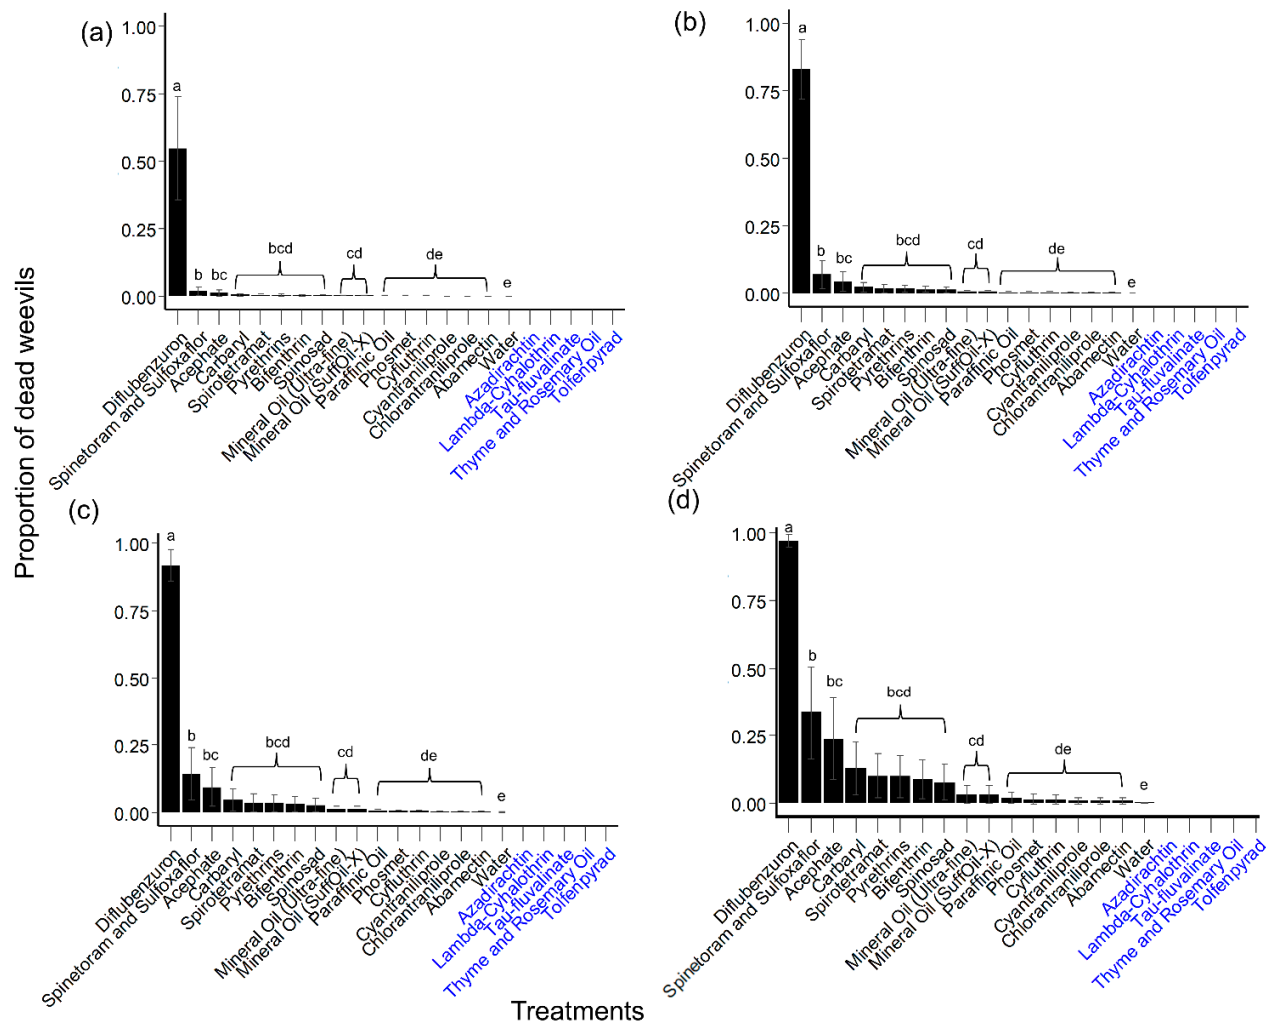 Proportion of dead weevils
(a)
1.00
0.75
0.50
0.25
0.00
a
b
bc
bcd
cd
de
e
Diflubenzuron
Spinetoram and Sulfoxaflor
Acephate
Carbaryl
Spirotetramat
Pyrethrins
Bifenthrin
Spinosad
Mineral Oil (Ultra-fine)
Mineral Oil (SuffOil-X)
Paraffinic Oil
Phosmet
Cyfluthrin
Cyantraniliprole
Chlorantraniliprole
Abamectin
Water
Azadirachtin
Lambda-Cyhalothrin
Tau-fluvalinate
Thyme and Rosemary Oil
Tolfenpyrad
(b)
1.00
0.75
0.50
0.25
0.00
a
b
bc
bcd
cd
de
e
Diflubenzuron
Spinetoram and Sulfoxaflor
Acephate
Carbaryl
Spirotetramat
Pyrethrins
Bifenthrin
Spinosad
Mineral Oil (Ultra-fine)
Mineral Oil (SuffOil-X)
Paraffinic Oil
Phosmet
Cyfluthrin
Cyantraniliprole
Chlorantraniliprole
Abamectin
Water
Azadirachtin
Lambda-Cyhalothrin
Tau-fluvalinate
Thyme and Rosemary Oil
Tolfenpyrad
(c)
1.00
0.75
0.50
0.25
0.00
a
b
bc
bcd
cd
de
e
Diflubenzuron
Spinetoram and Sulfoxaflor
Acephate
Carbaryl
Spirotetramat
Pyrethrins
Bifenthrin
Spinosad
Mineral Oil (Ultra-fine)
Mineral Oil (SuffOil-X)
Paraffinic Oil
Phosmet
Cyfluthrin
Cyantraniliprole
Chlorantraniliprole
Abamectin
Water
Azadirachtin
Lambda-Cyhalothrin
Tau-fluvalinate
Thyme and Rosemary Oil
Tolfenpyrad
(d)
1.00
0.75
0.50
0.25
0.00
a
b
bc
bcd
cd
de
e
Diflubenzuron
Spinetoram and Sulfoxaflor
Acephate
Carbaryl
Spirotetramat
Pyrethrins
Bifenthrin
Spinosad
Mineral Oil (Ultra-fine)
Mineral Oil (SuffOil-X)
Paraffinic Oil
Phosmet
Cyfluthrin
Cyantraniliprole
Chlorantraniliprole
Abamectin
Water
Azadirachtin
Lambda-Cyhalothrin
Tau-fluvalinate
Thyme and Rosemary Oil
Tolfenpyrad
Treatments